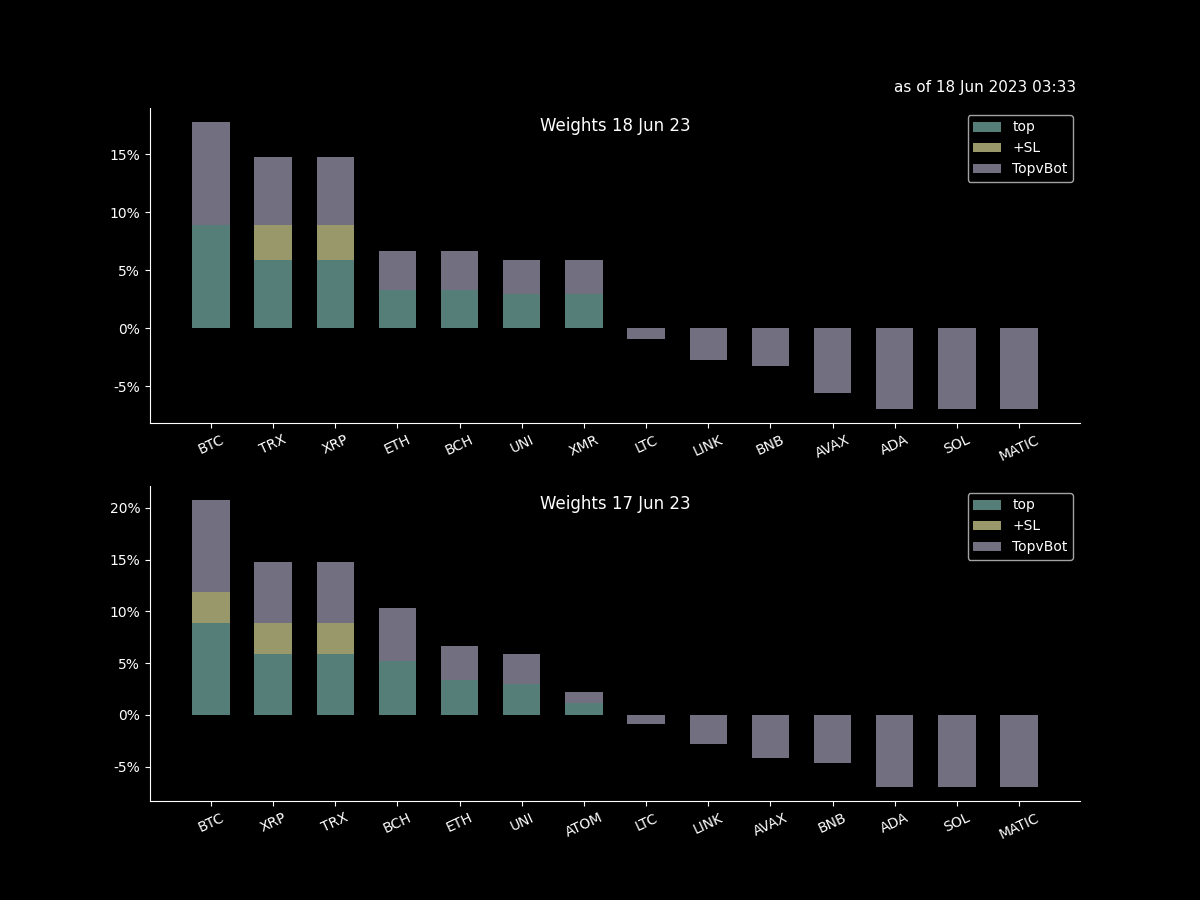 as of 18 Jun 2023 03:33
Weights 18 Jun 23
top
+SL
TopvBot
15%
10%
5%
0%
-5%
BTC TRX XRP ETH BCH UNI XMR LTC LINK BNB AVAX ADA SOL MATIC
Weights 17 Jun 23
top
+SL
TopvBot
20%
15%
10%
5%
0%
-5%
BTC XRP TRX BCH ETH UNI ATOM LTC LINK AVAX BNB ADA SOL MATIC